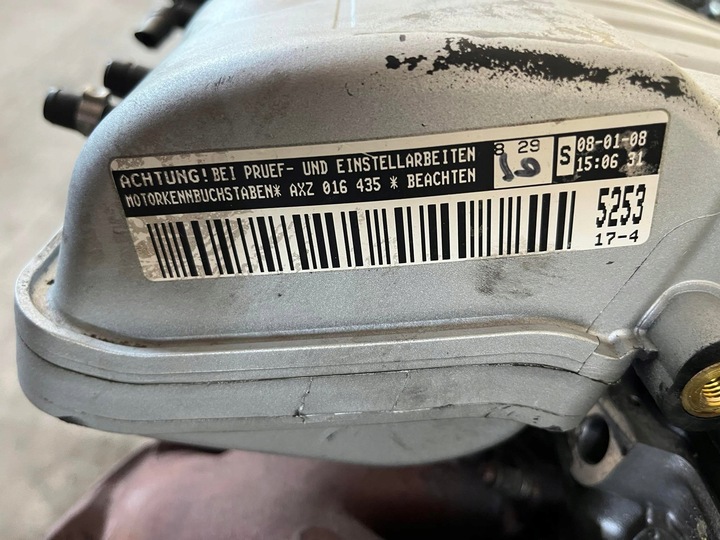 ACHTUNG! BEI PRUEF- UND EINSTELLARBEITEN
MOTORKENNBUCHSTABEN* AXZ 016 435 * BEACHTEN
8 29
S
08-01-08
15:06 31
5253
17-4